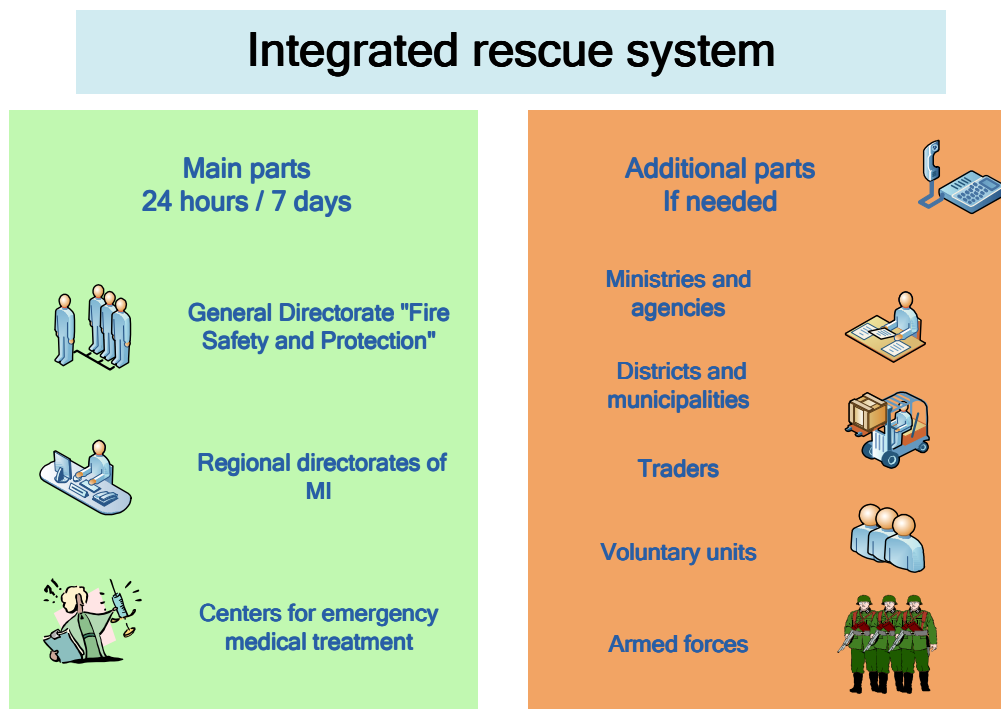 Integrated rescue system
Main parts
24 hours / 7 days
General Directorate "Fire
Safety and Protection"
Regional directorates of
MI
?!
Centers for emergency
medical treatment
Additional parts
If needed
Ministries and
agencies
Districts and
municipalities
Traders
Voluntary units
Armed forces